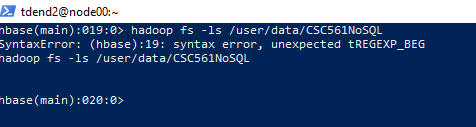 tdend2@node00:~
hbase(main):019:0> hadoop fs -ls /user/data/CSC561NoSQL
SyntaxError: (hbase):19: syntax error, unexpected tREGEXP_BEG
hadoop fs -ls /user/data/CSC561NoSQL
hbase(main):020:0>